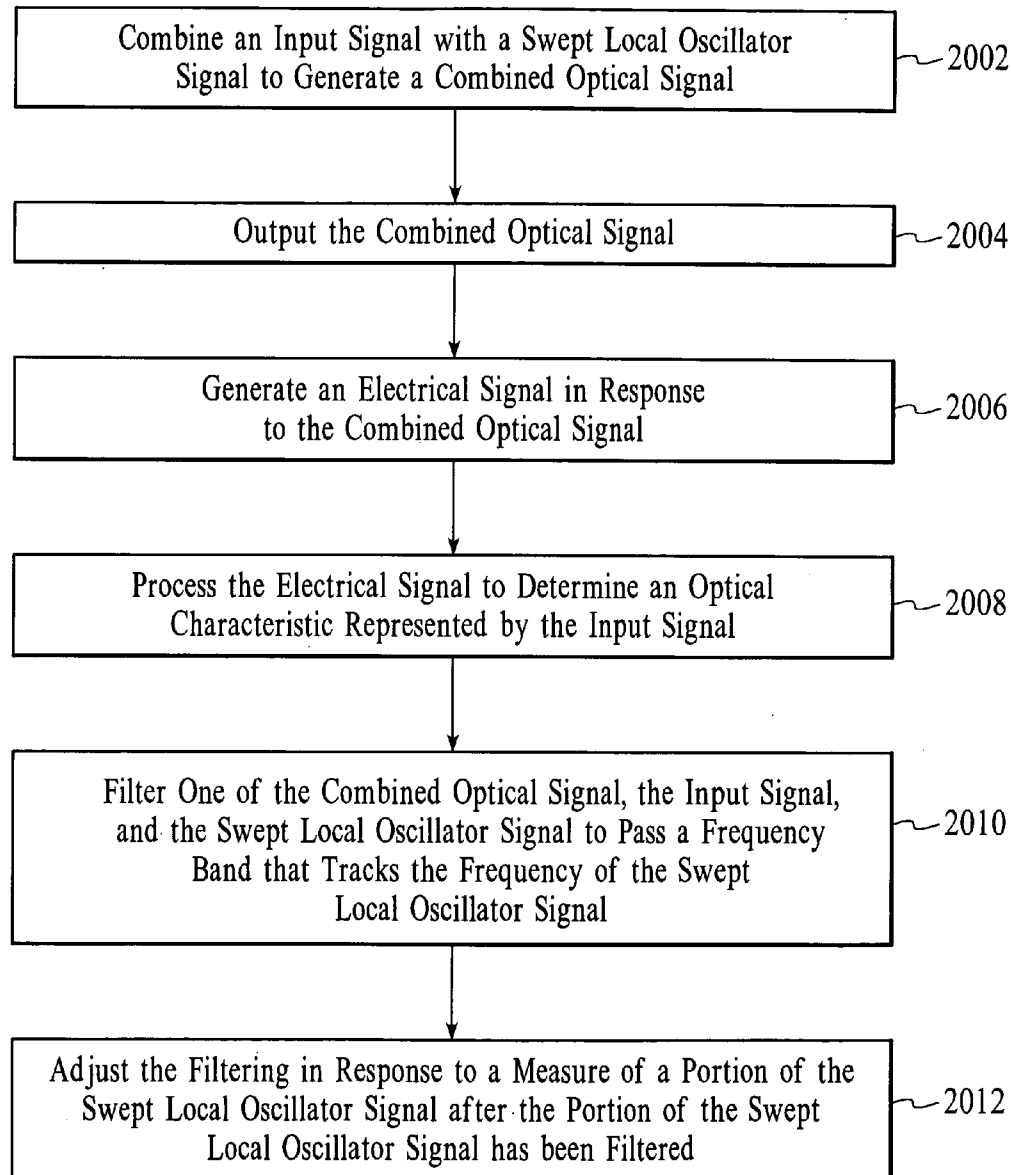 Combine an Input Signal with a Swept Local Oscillator
Signal to Generate a Combined Optical Signal
2002
Output the Combined Optical Signal
2004
Generate an Electrical Signal in Response
to the Combined Optical Signal
2006
Process the Electrical Signal to Determine an Optical
Characteristic Represented by the Input Signal
2008
Filter One of the Combined Optical Signal, the Input Signal,
and the Swept Local Oscillator Signal to Pass a Frequency
Band that Tracks the Frequency of the Swept
Local Oscillator Signal
2010
Adjust the Filtering in Response to a Measure of a Portion of the
Swept Local Oscillator Signal after the Portion of the Swept
Local Oscillator Signal has been Filtered
2012